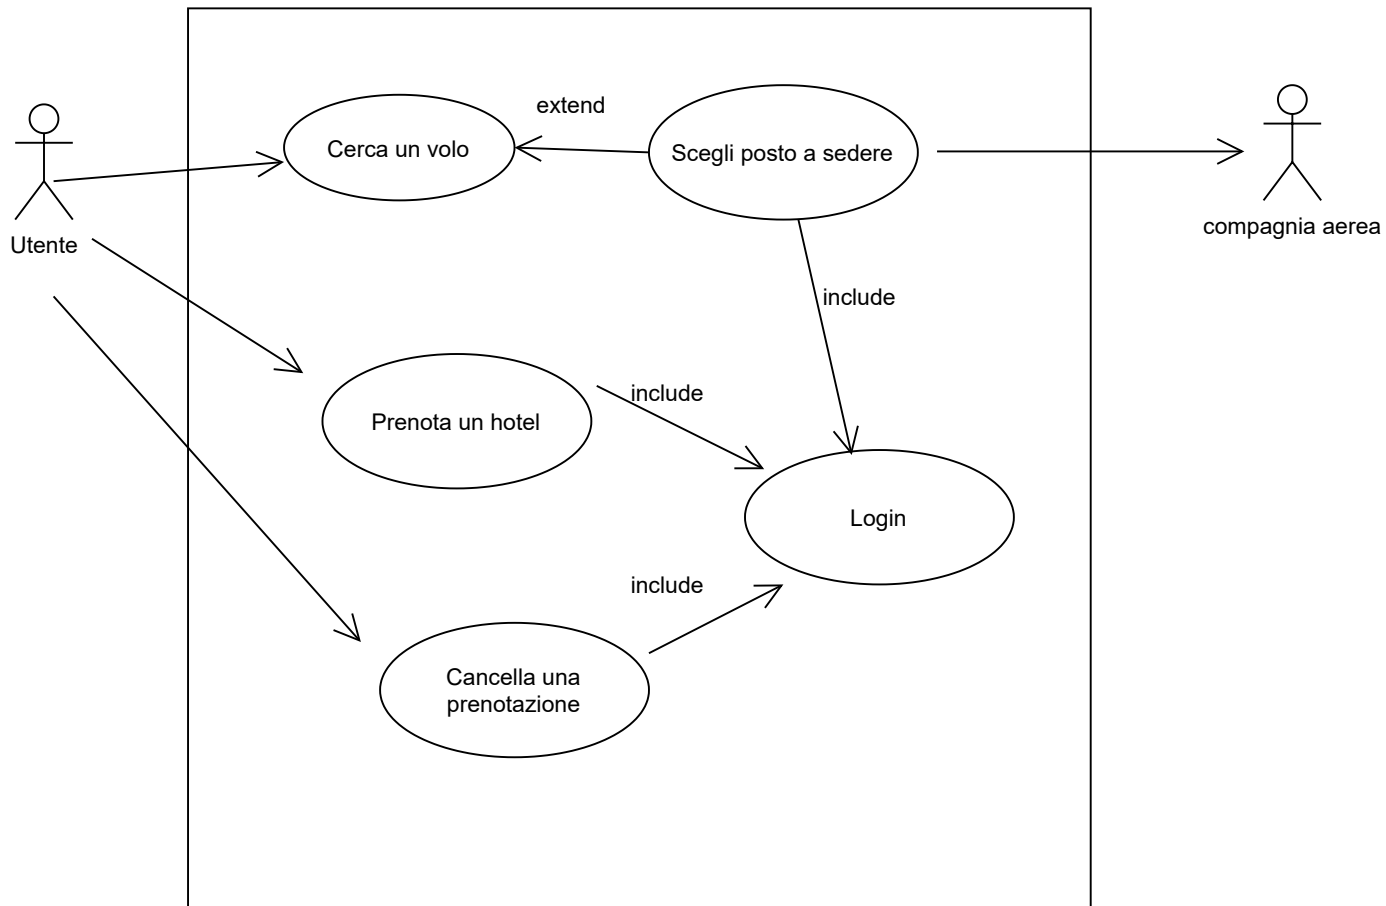 extend
Cerca un volo
Scegli posto a sedere
compagnia aerea
Utente
include
include
Prenota un hotel
Login
include
Cancella una
prenotazione